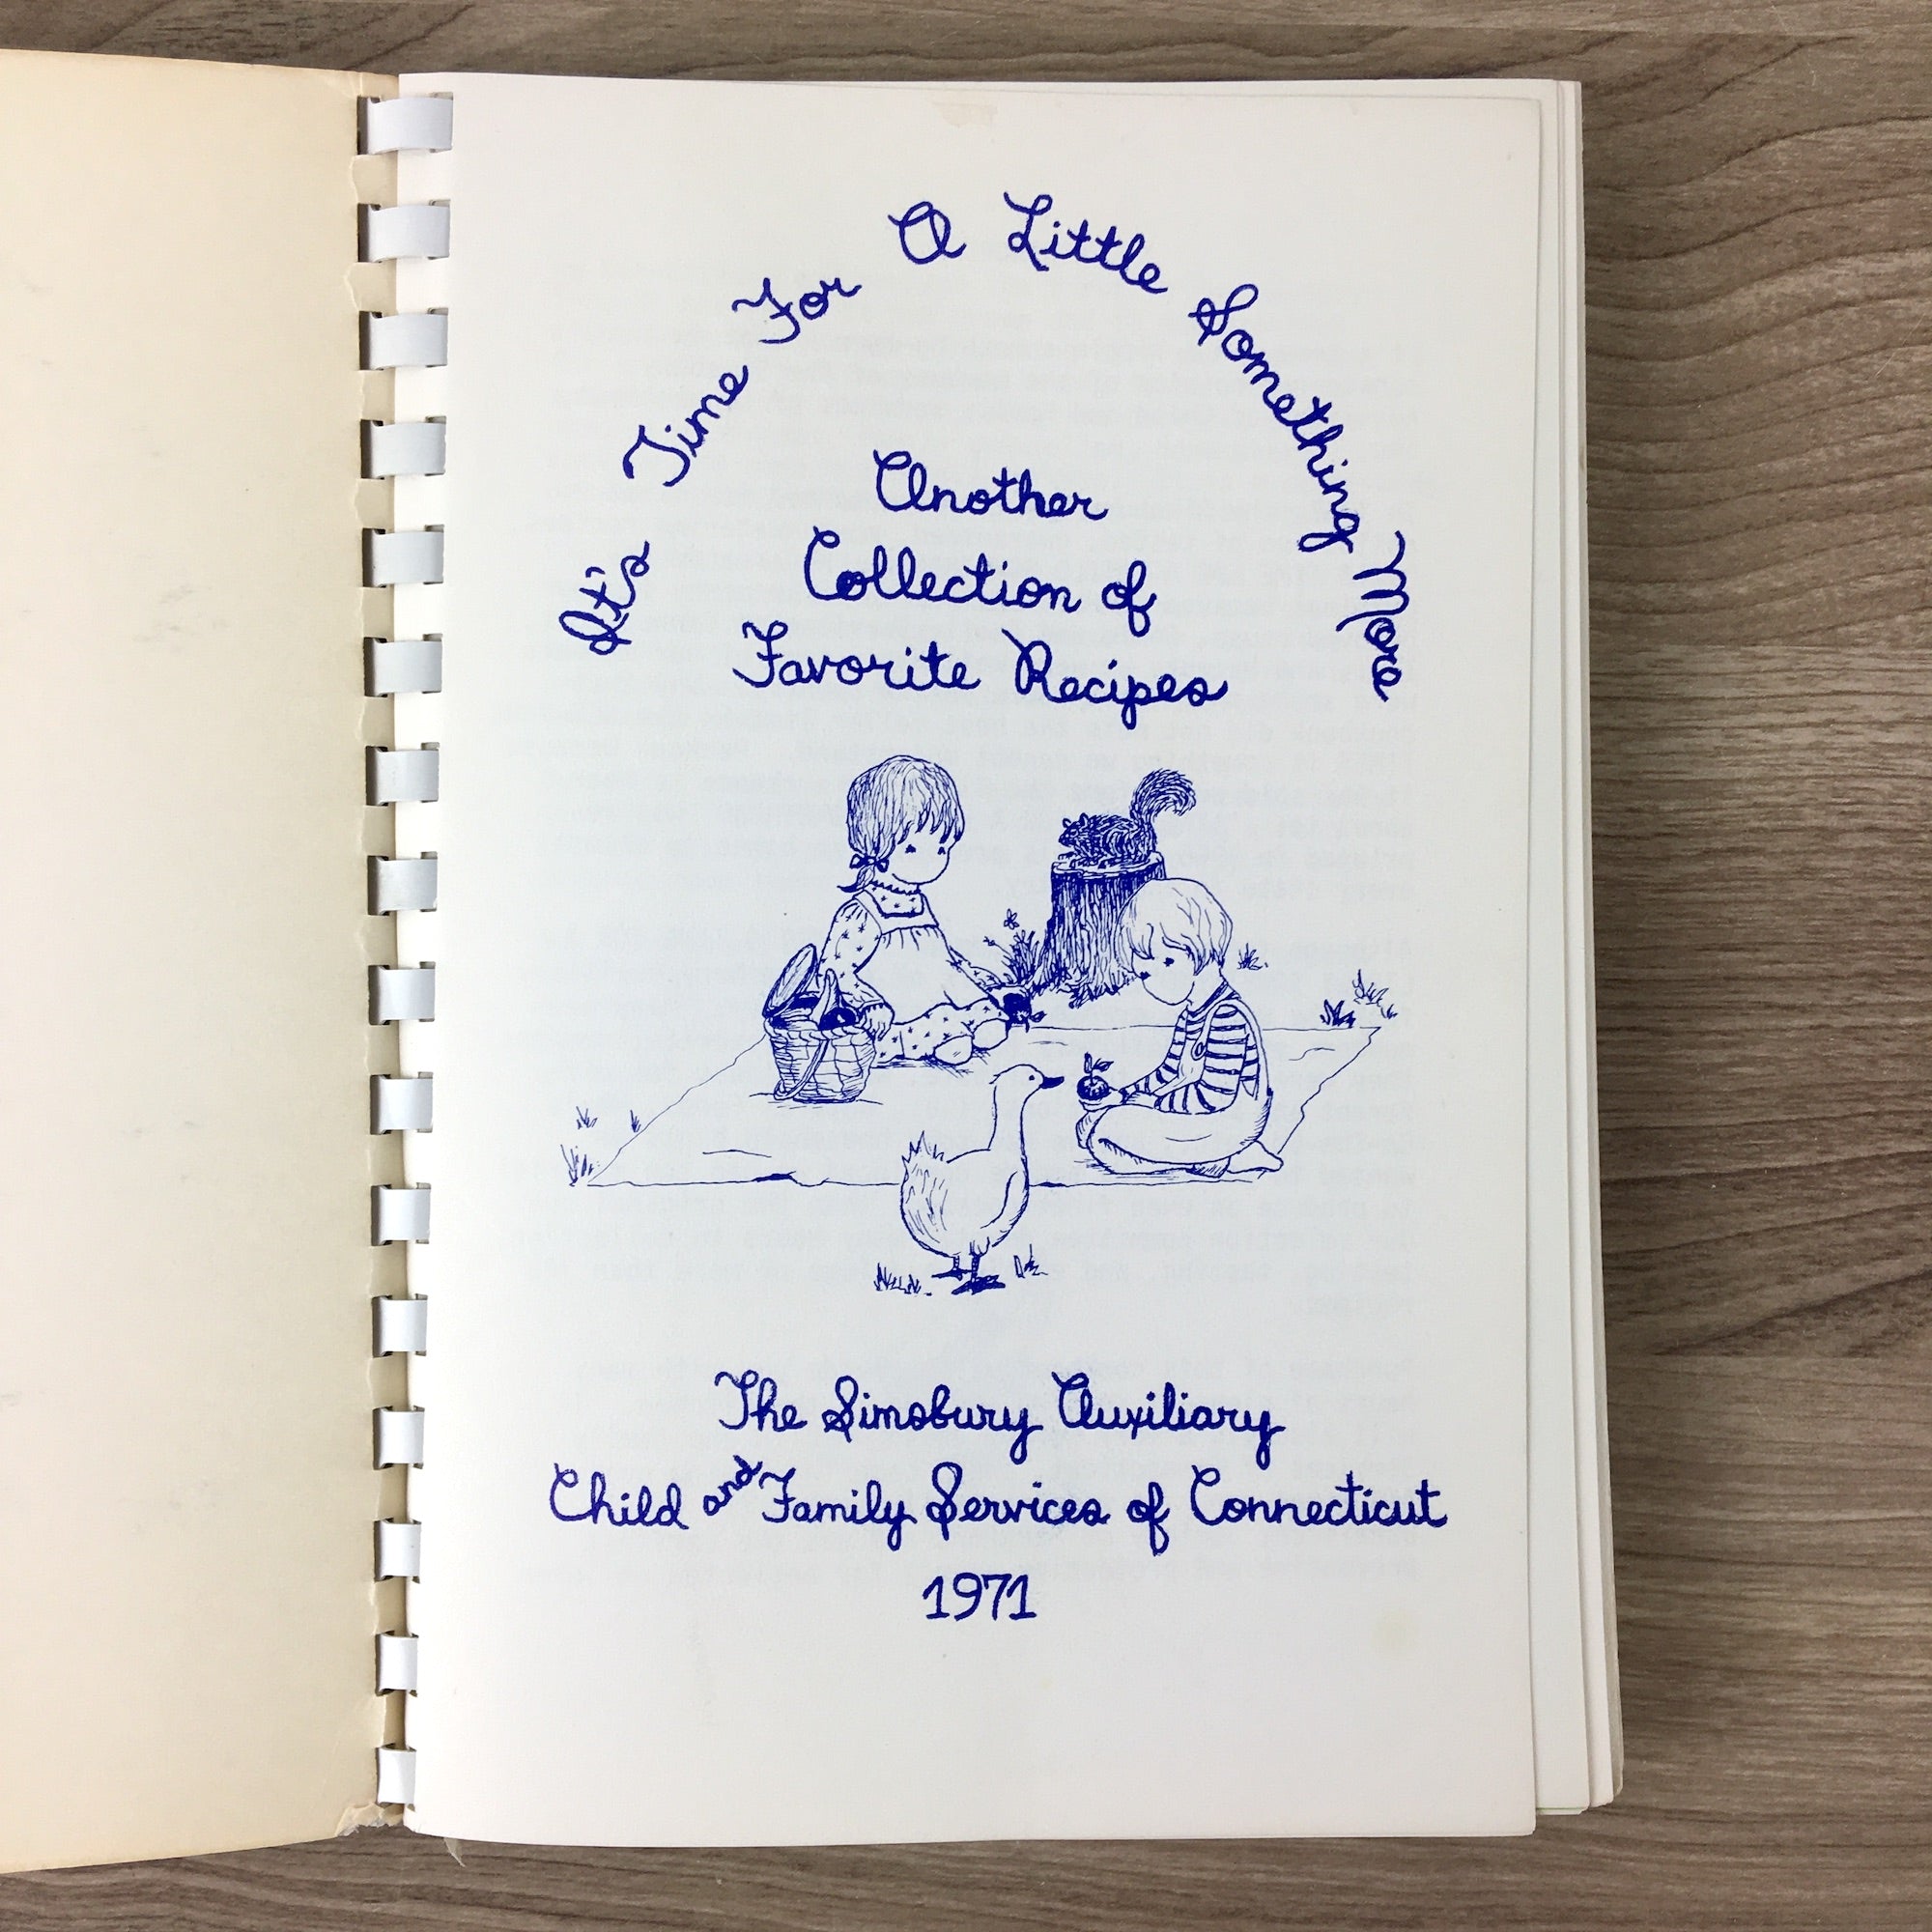 It's Time For A Little Something More
Another
Collection of
Favorite Recipes
The Simsbury Auxiliary
Child and Family Services of Connecticut
1971